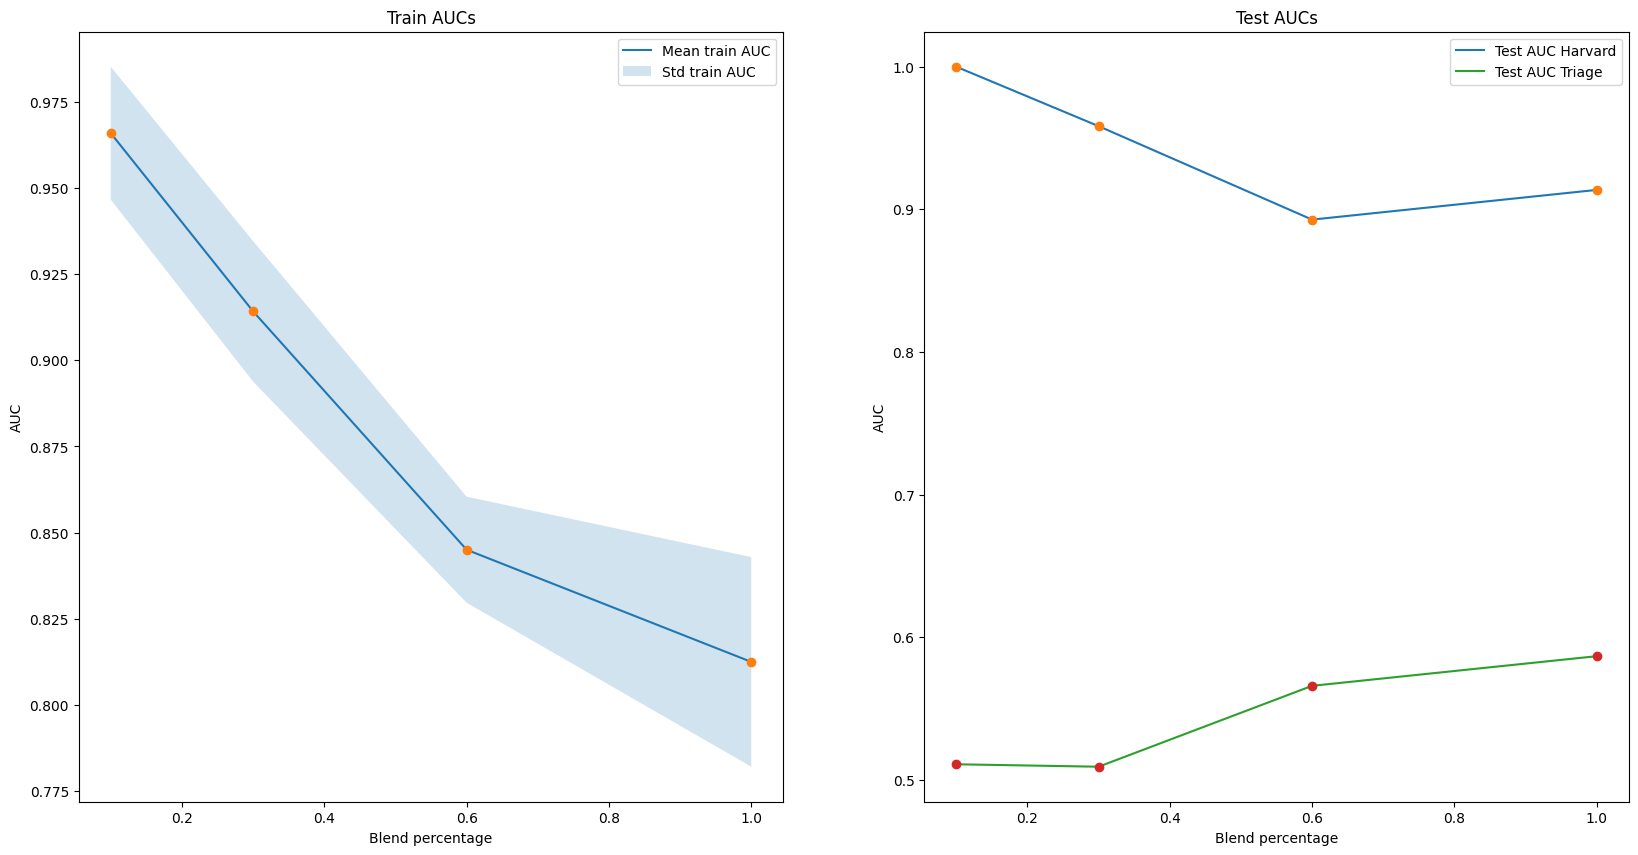 Train AUCs
Mean train AUC
Std train AUC
0.975
0.950
0.925
0.900
0.875
0.850
0.825
0.800
0.775
AUC
0.2 0.4 0.6 0.8 1.0
Blend percentage
Test AUCs
Test AUC Harvard
Test AUC Triage
1.0
0.9
0.8
0.7
0.6
0.5
AUC
0.2 0.4 0.6 0.8 1.0
Blend percentage